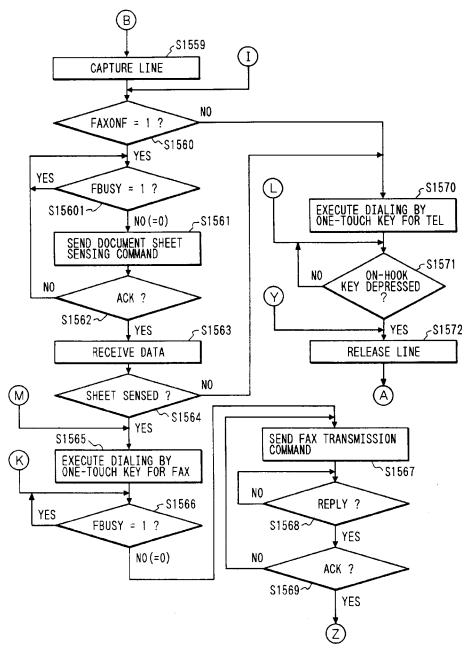 B
S1559
CAPTURE LINE
I
FAXONF = 1 ?
NO
S1560
YES
FBUSY = 1 ?
YES
S15601
NO(=0)
S1561
SEND DOCUMENT SHEET
SENSING COMMAND
ACK ?
NO
S1562
YES
S1563
RECEIVE DATA
SHEET SENSED ?
NO
S1564
M
YES
S1565
EXECUTE DIALING BY
ONE-TOUCH KEY FOR FAX
K
S1566
FBUSY = 1 ?
YES
NO(=0)
S1570
L
EXECUTE DIALING BY
ONE-TOUCH KEY FOR TEL
S1571
ON-HOOK
KEY DEPRESSED
?
NO
Y
YES
S1572
RELEASE LINE
A
SEND FAX TRANSMISSION
COMMAND
S1567
REPLY ?
NO
S1568
YES
NO
ACK ?
S1569
YES
Z